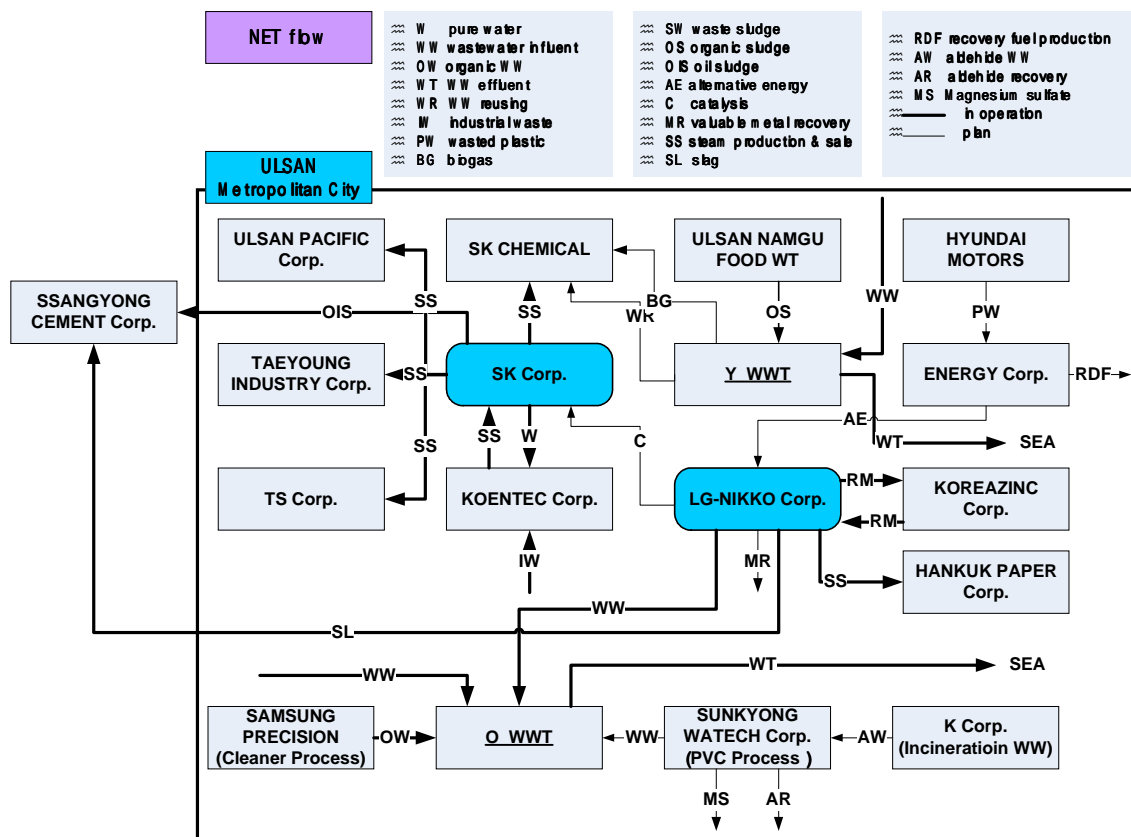 NET flow
W pure water
WW wastewater influent
OW organic WW
WT WW effluent
WR WW reusing
IW industrial waste
PW wasted plastic
BG biogas
SW waste sludge
OS organic sludge
OIS oil sludge
AE alternative energy
C catalysis
MR valuable metal recovery
SS steam production & sale
SL slag
RDF recovery fuel production
AW aldehide WW
AR aldehide recovery
MS Magnesium sulfate
in operation
plan
ULSAN
Metropolitan City
ULSAN PACIFIC
Corp.
SK CHEMICAL
ULSAN NAMGU
FOOD WT
HYUNDAI
MOTORS
SSANGYONG
CEMENT Corp.
OIS
SS
SS
BG
WR
OS
WW
PW
TAEYOUNG
INDUSTRY Corp.
SS
SK Corp.
Y WWT
ENERGY Corp.
RDF
SS
SS
W
C
AE
WT
SEA
TS Corp.
KOENTEC Corp.
LG-NIKKO Corp.
RM
RM
KOREAZINC
Corp.
IW
MR
SS
HANKUK PAPER
Corp.
WW
SL
WW
WT
SEA
SAMSUNG
PRECISION
(Cleaner Process)
OW
O WWT
WW
SUNKYONG
WATECH Corp.
(PVC Process )
AW
K Corp.
(Incineratioin WW)
MS
AR